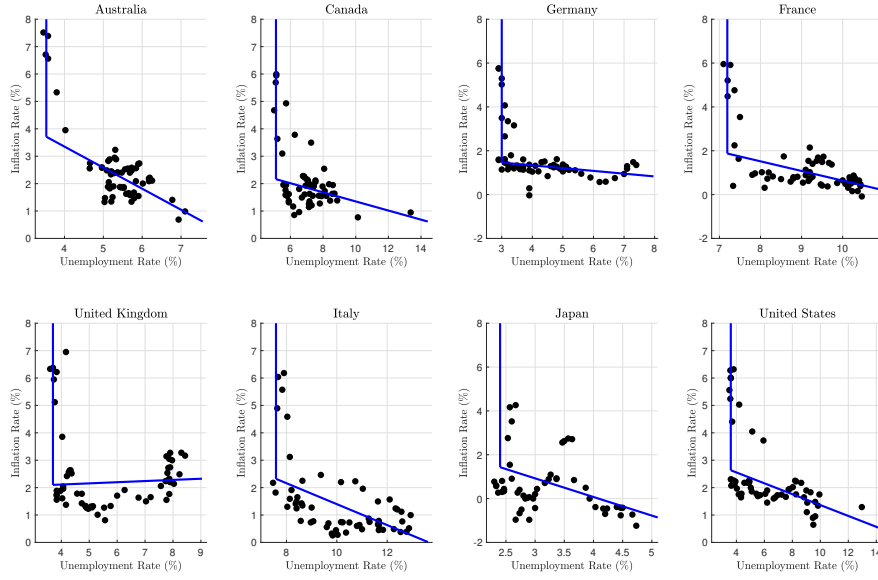 Australia
8
7
6
5
4
3
2
1
0
4 5 6 7
Inflation Rate (%)
Unemployment Rate (%)
Canada
8
7
6
5
4
3
2
1
0
6 8 10 12 14
Inflation Rate (%)
Unemployment Rate (%)
Germany
8
6
4
2
0
-2
3 4 5 6 7 8
Inflation Rate (%)
Unemployment Rate (%)
France
8
6
4
2
0
-2
7 8 9 10
Inflation Rate (%)
Unemployment Rate (%)
United Kingdom
8
7
6
5
4
3
2
1
0
4 5 6 7 8 9
Inflation Rate (%)
Unemployment Rate (%)
Italy
8
7
6
5
4
3
2
1
0
8 10 12
Inflation Rate (%)
Unemployment Rate (%)
Japan
8
6
4
2
0
-2
2.5 3 3.5 4 4.5 5
Inflation Rate (%)
Unemployment Rate (%)
United States
8
7
6
5
4
3
2
1
0
4 6 8 10 12 14
Inflation Rate (%)
Unemployment Rate (%)